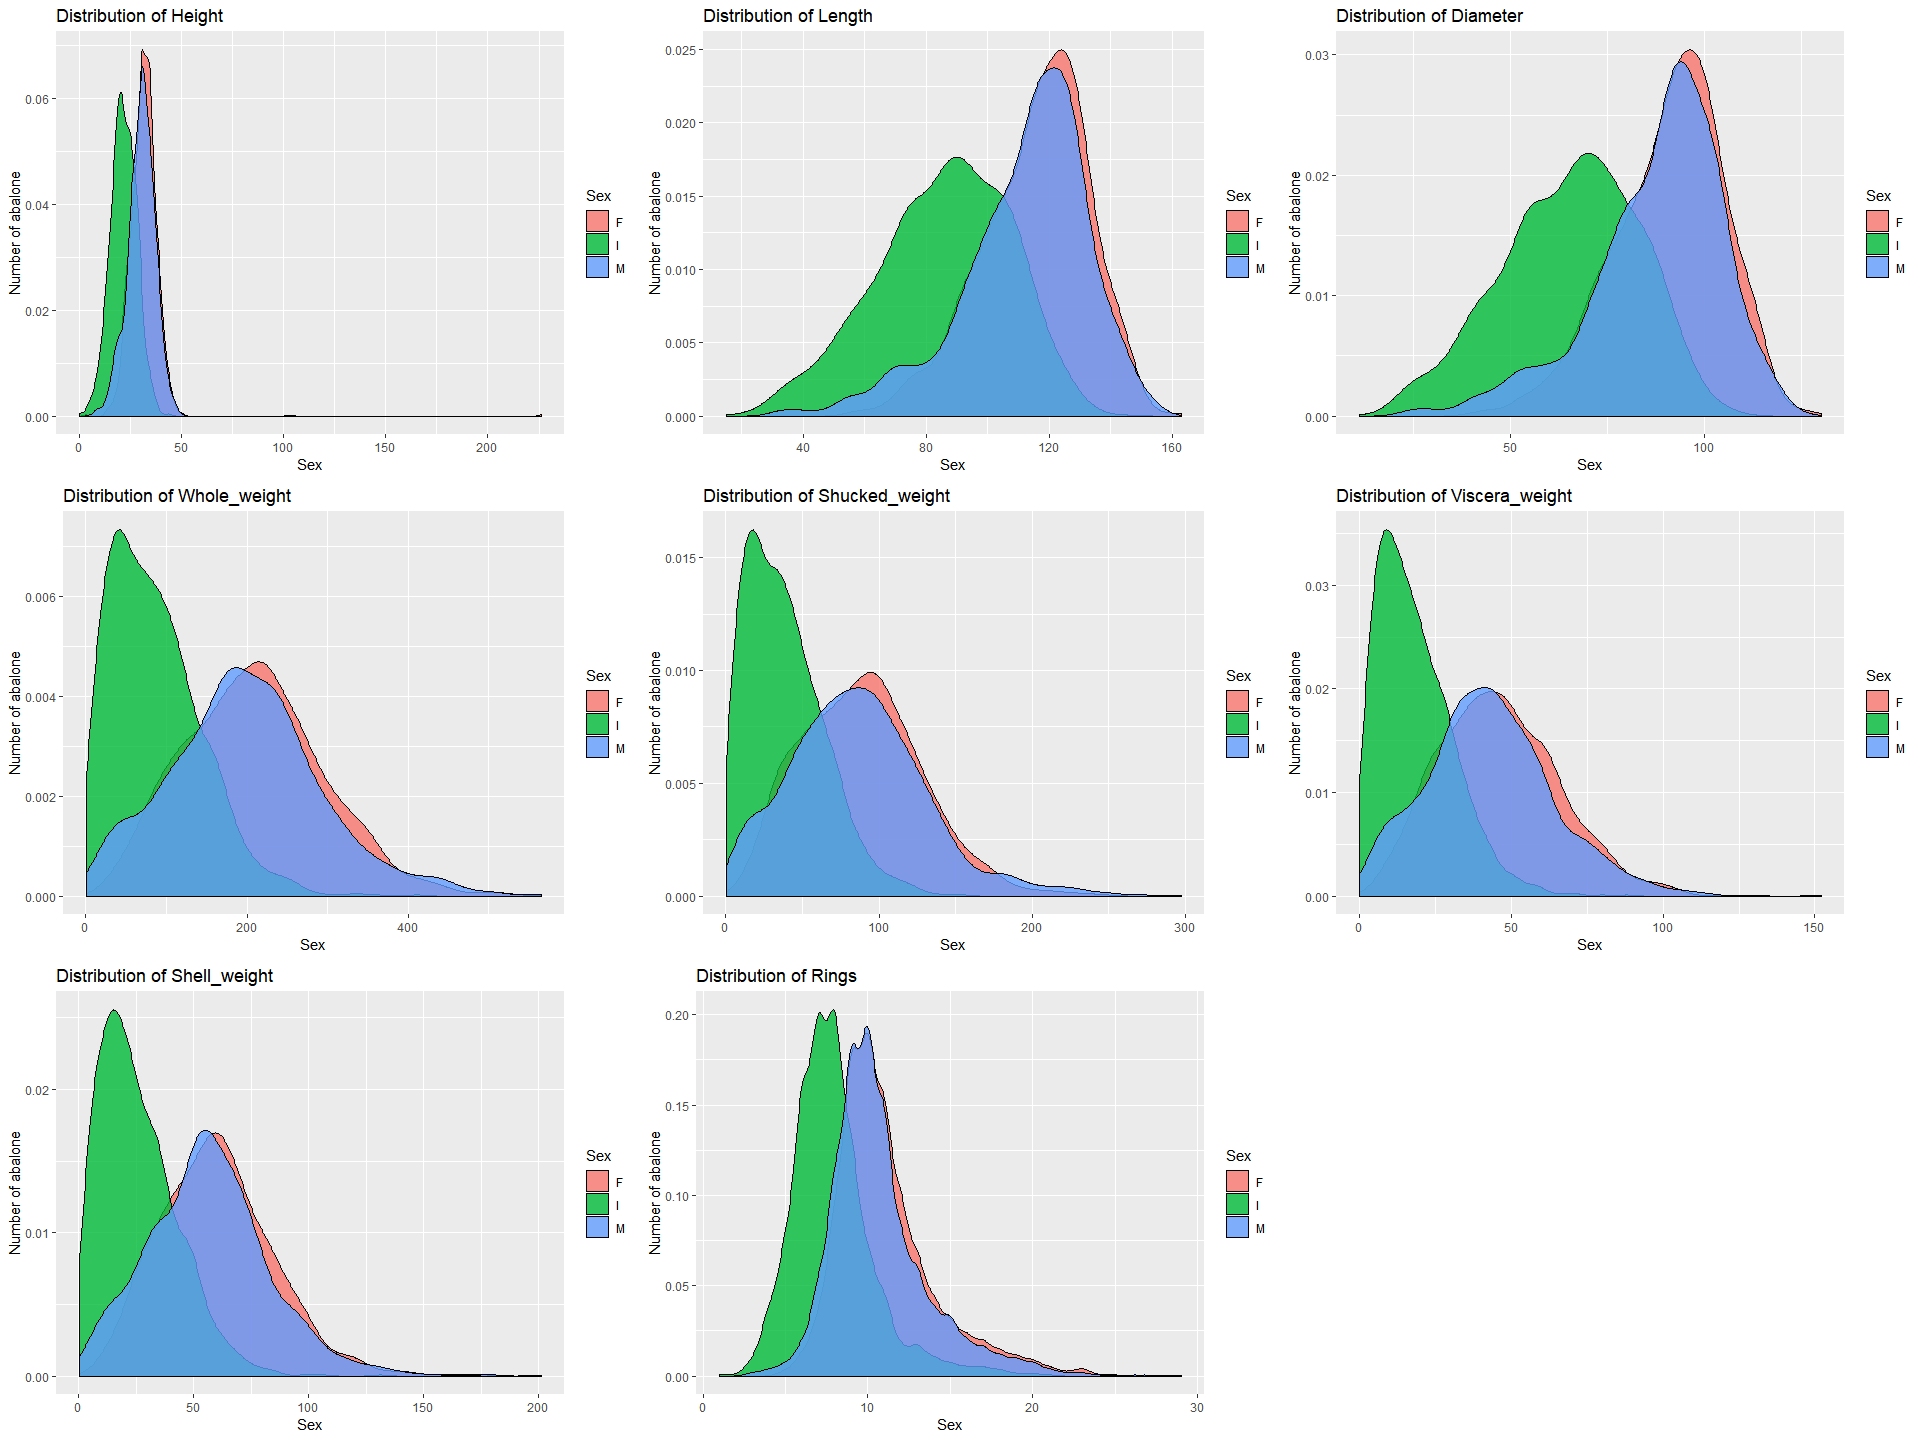 Distribution of Height
Number of abalone
0.06
0.04
0.02
0.00
0 50 100 150 200
Sex
Sex
F
I
M
Distribution of Length
Number of abalone
0.025
0.020
0.015
0.010
0.005
0.000
40 80 120 160
Sex
Sex
F
I
M
Distribution of Diameter
Number of abalone
0.03
0.02
0.01
0.00
50 100
Sex
Sex
F
I
M
Distribution of Whole_weight
Number of abalone
0.006
0.004
0.002
0.000
0 200 400
Sex
Sex
F
I
M
Distribution of Shucked_weight
Number of abalone
0.015
0.010
0.005
0.000
0 100 200 300
Sex
Sex
F
I
M
Distribution of Viscera_weight
Number of abalone
0.03
0.02
0.01
0.00
0 50 100 150
Sex
Sex
F
I
M
Distribution of Shell_weight
Number of abalone
0.02
0.01
0.00
0 50 100 150 200
Sex
Sex
F
I
M
Distribution of Rings
Number of abalone
0.20
0.15
0.10
0.05
0.00
0 10 20 30
Sex
Sex
F
I
M